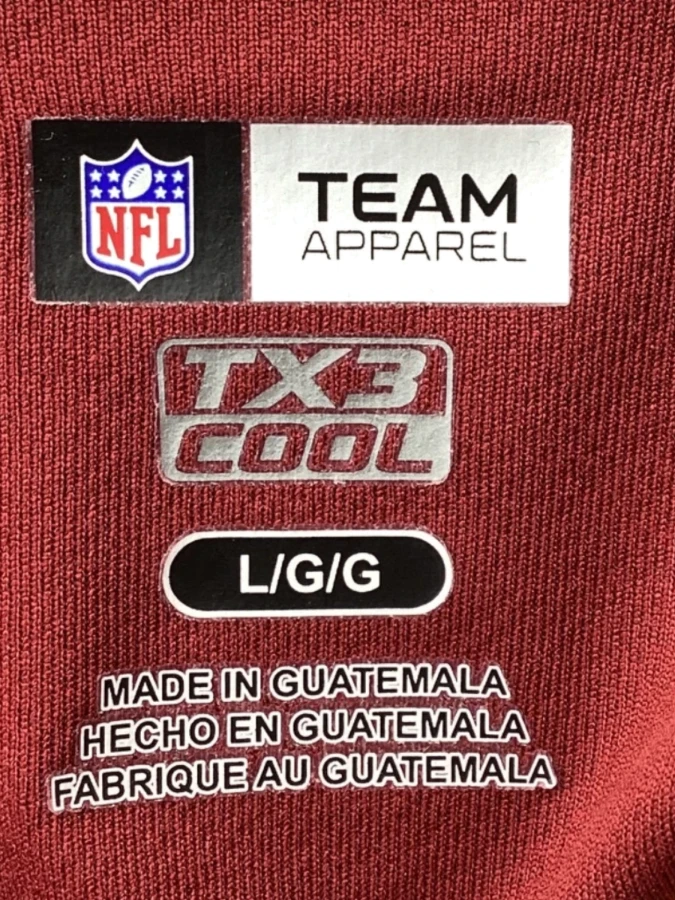 NFL
TEAM
APPAREL
TX3
COOL
L/G/G
MADE IN GUATEMALA
HECHO EN GUATEMALA
FABRIQUE AU GUATEMALA